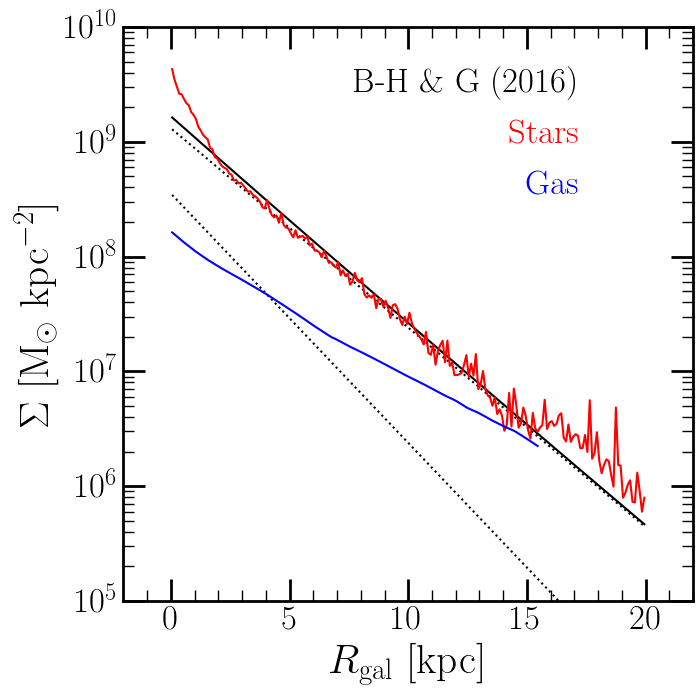 10^10
B-H & G (2016)
10^9
Stars
Gas
10^8
Σ [M⊙ kpc^−2]
10^7
10^6
10^5
0 5 10 15 20
R_gal [kpc]